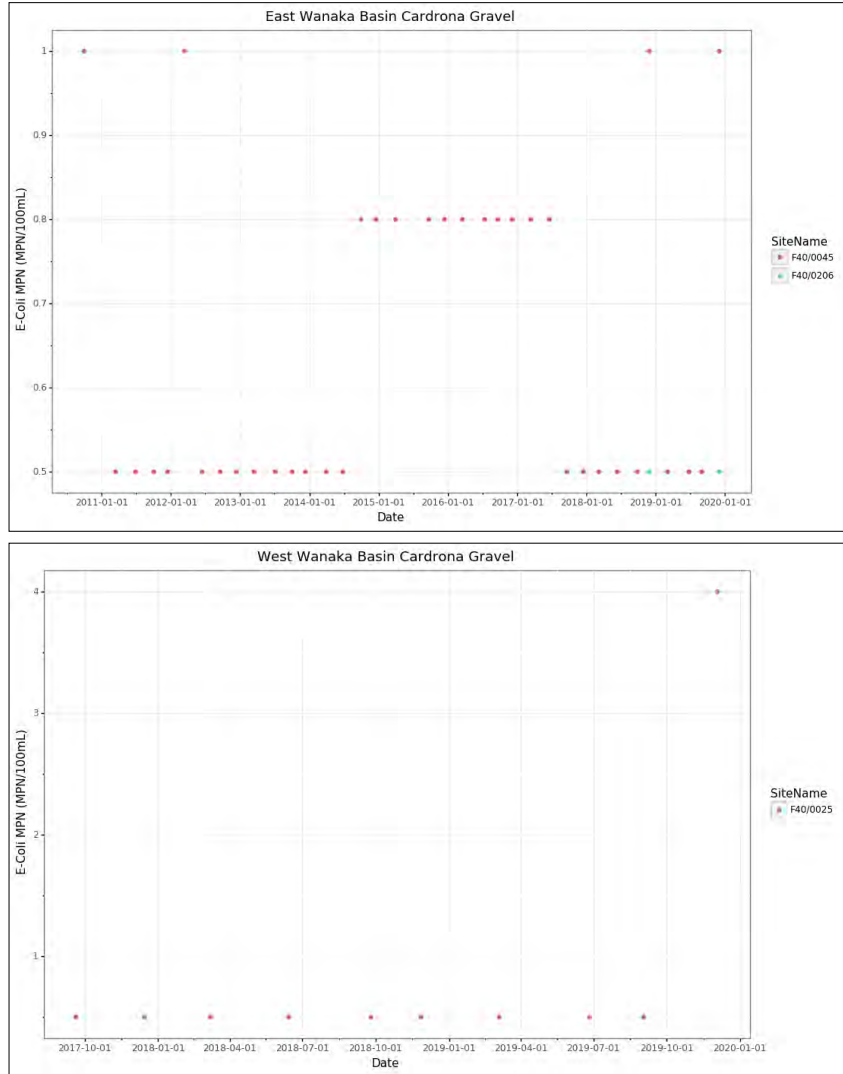 East Wanaka Basin Cardrona Gravel
1
0.9
0.8
0.7
0.6
0.5
E-Coli MPN (MPN/100mL)
2011-01-01 2012-01-01 2013-01-01 2014-01-01 2015-01-01 2016-01-01 2017-01-01 2018-01-01 2019-01-01 2020-01-01
Date
SiteName
F40/0045
F40/0206
West Wanaka Basin Cardrona Gravel
4
3
2
1
E-Coli MPN (MPN/100mL)
2017-10-01 2018-01-01 2018-04-01 2018-07-01 2018-10-01 2019-01-01 2019-04-01 2019-07-01 2019-10-01 2020-01-01
Date
SiteName
F40/0025